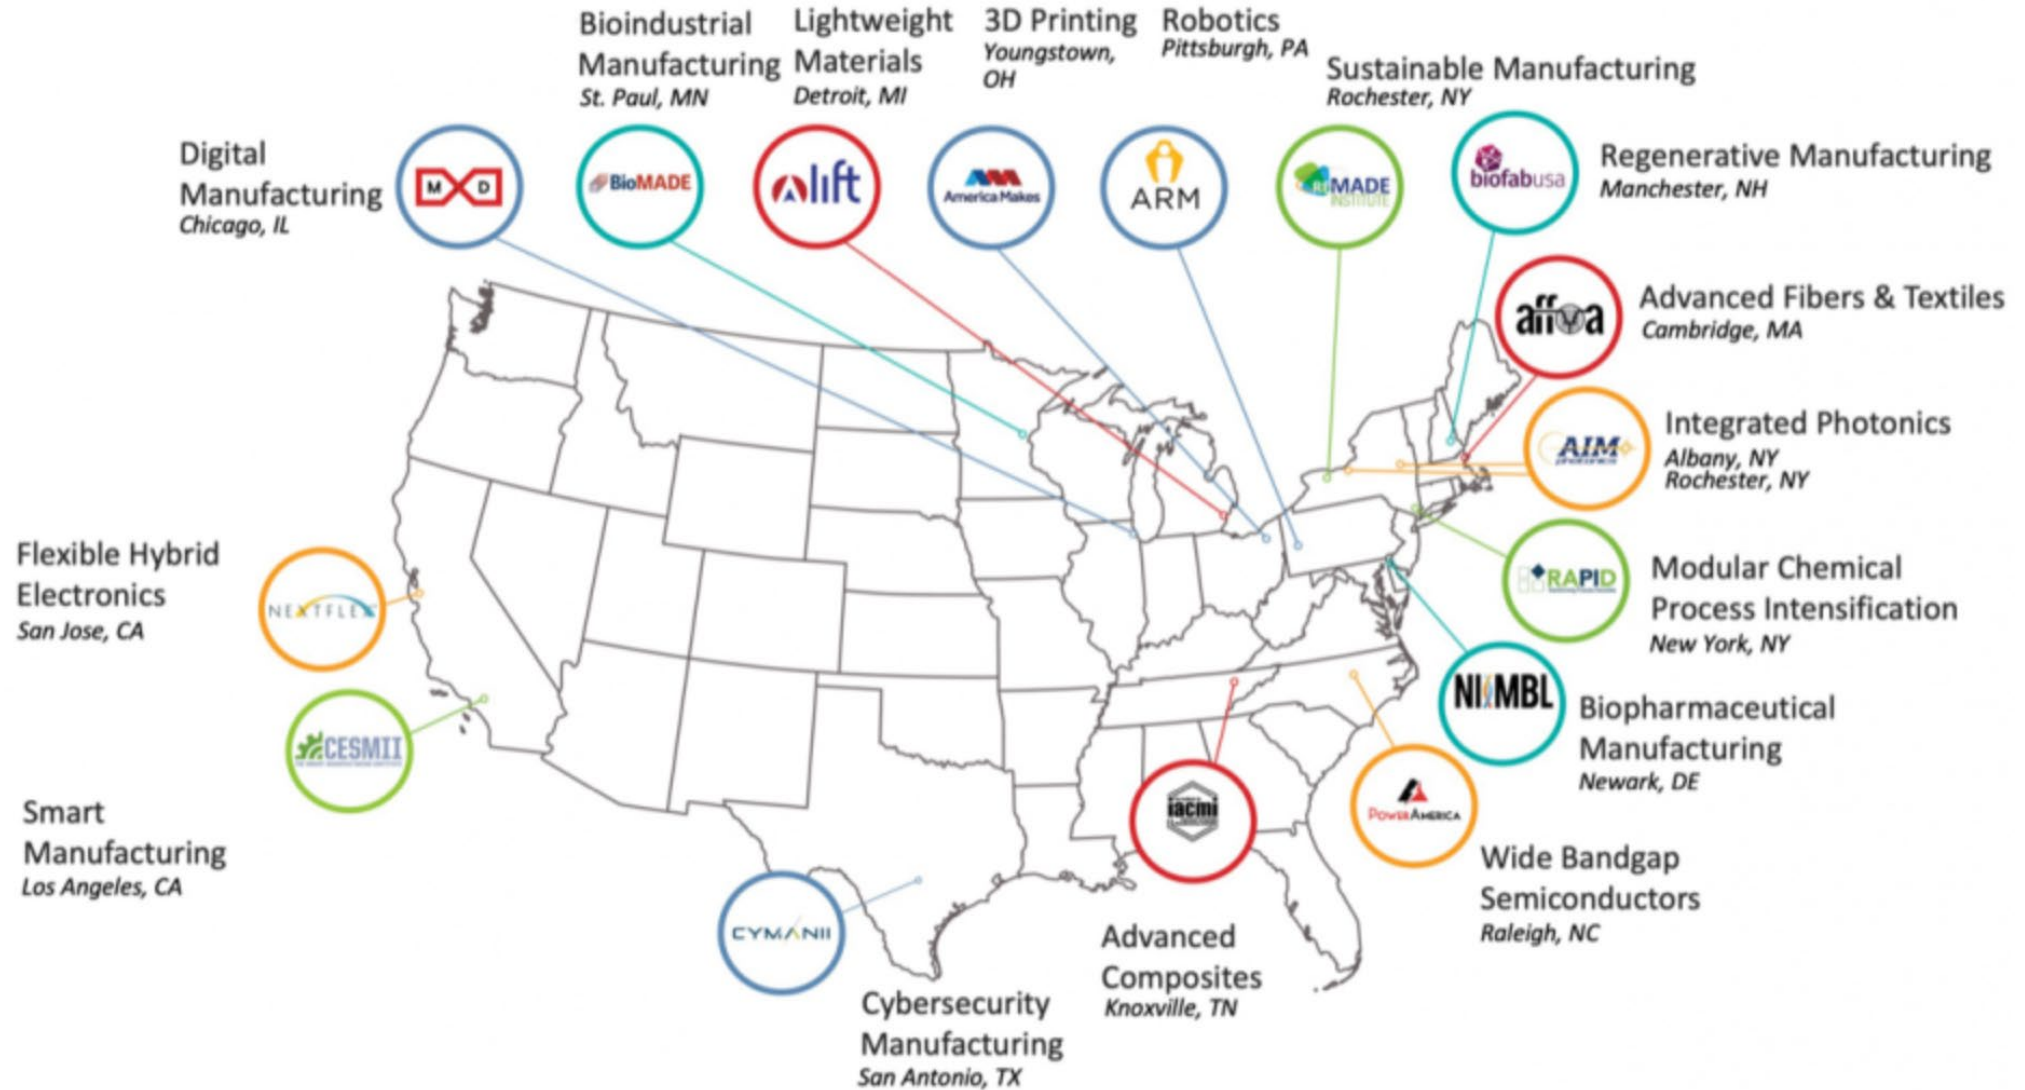 Bioindustrial
Manufacturing
St. Paul, MN
Lightweight
Materials
Detroit, MI
3D Printing
Youngstown,
OH
Robotics
Pittsburgh, PA
Sustainable Manufacturing
Rochester, NY
Digital
Manufacturing
Chicago, IL
M D
BioMADE
lift
America Makes
ARM
REMADE
INSTITUTE
biofabusa
Regenerative Manufacturing
Manchester, NH
affoa
Advanced Fibers & Textiles
Cambridge, MA
AIM
photonics
Integrated Photonics
Albany, NY
Rochester, NY
RAPID
Modular Chemical
Process Intensification
New York, NY
NIIMBL
Biopharmaceutical
Manufacturing
Newark, DE
POWERAMERICA
Wide Bandgap
Semiconductors
Raleigh, NC
iacmi
Advanced
Composites
Knoxville, TN
CYMANII
Cybersecurity
Manufacturing
San Antonio, TX
Flexible Hybrid
Electronics
San Jose, CA
NEXTFLEX
CESMII
Smart
Manufacturing
Los Angeles, CA